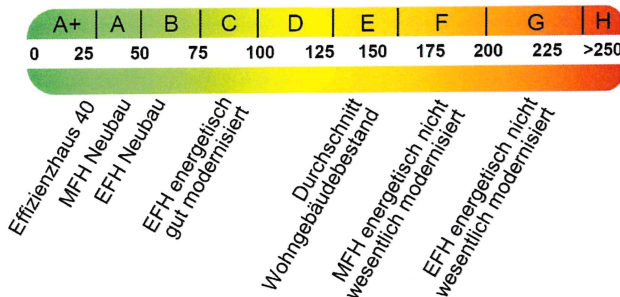 A+ A B C D E F G H
0 25 50 75 100 125 150 175 200 225 >250
Effizienzhaus 40
MFH Neubau
EFH Neubau
EFH energetisch
gut modernisiert
Durchschnitt
Wohngebäudebestand
MFH energetisch nicht
wesentlich modernisiert
EFH energetisch nicht
wesentlich modernisiert